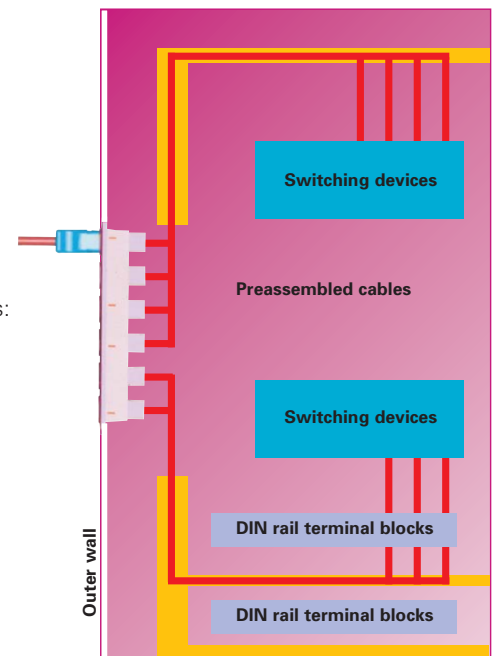 Switching devices
s:
Preassembled cables
Switching devices
DIN rail terminal blocks
DIN rail terminal blocks
Outer wall